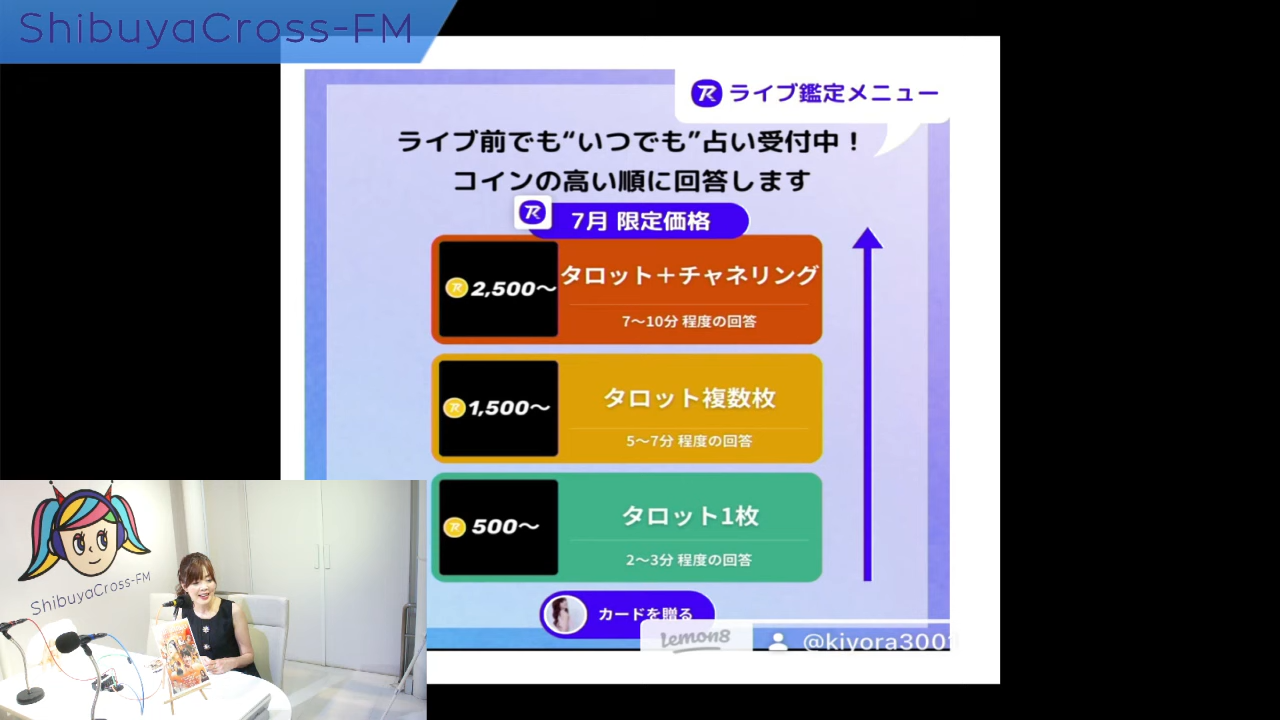 ShibuyaCross-FM
ライブ鑑定メニュー
ライブ前でも“いつでも”占い受付中！
コインの高い順に回答します
7月 限定価格
2,500〜
タロット＋チャネリング
7〜10分 程度の回答
1,500〜
タロット複数枚
5〜7分 程度の回答
500〜
タロット1枚
2〜3分 程度の回答
カードを贈る
lemon8
@kiyora3001
ShibuyaCross-FM